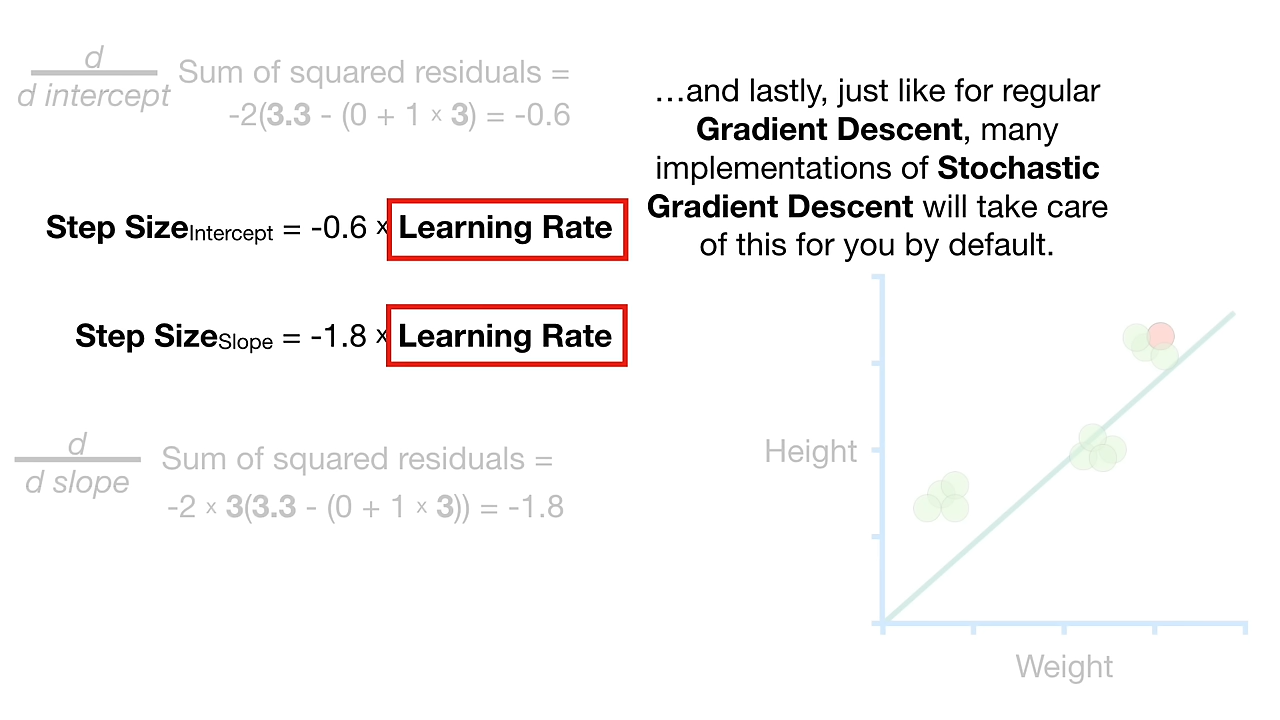 d
d intercept
Sum of squared residuals =
-2(3.3 - (0 + 1 x 3) = -0.6
…and lastly, just like for regular
Gradient Descent, many
implementations of Stochastic
Gradient Descent will take care
of this for you by default.
Step SizeIntercept = -0.6 x Learning Rate
Step SizeSlope = -1.8 x Learning Rate
d
d slope
Sum of squared residuals =
-2 x 3(3.3 - (0 + 1 x 3)) = -1.8
Height
Weight